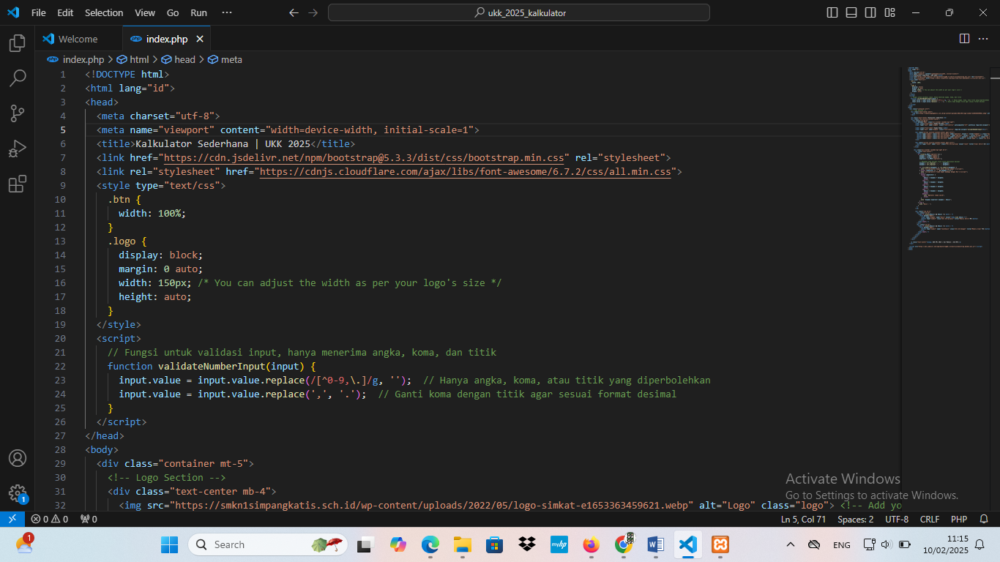 File Edit Selection View Go Run ··· ukk_2025_kalkulator
Welcome index.php
index.php > html > head > meta
1 <!DOCTYPE html>
2 <html lang="id">
3 <head>
4 <meta charset="utf-8">
5 <meta name="viewport" content="width=device-width, initial-scale=1">
6 <title>Kalkulator Sederhana | UKK 2025</title>
7 <link href="https://cdn.jsdelivr.net/npm/bootstrap@5.3.3/dist/css/bootstrap.min.css" rel="stylesheet">
8 <link rel="stylesheet" href="https://cdnjs.cloudflare.com/ajax/libs/font-awesome/6.7.2/css/all.min.css">
9 <style type="text/css">
10 .btn {
11 width: 100%;
12 }
13 .logo {
14 display: block;
15 margin: 0 auto;
16 width: 150px; /* You can adjust the width as per your logo's size */
17 height: auto;
18 }
19 </style>
20 <script>
21 // Fungsi untuk validasi input, hanya menerima angka, koma, dan titik
22 function validateNumberInput(input) {
23 input.value = input.value.replace(/[^0-9,\.]/g, ''); // Hanya angka, koma, atau titik yang diperbolehkan
24 input.value = input.value.replace(',', '.'); // Ganti koma dengan titik agar sesuai format desimal
25 }
26 </script>
27 </head>
28 <body>
29 <div class="container mt-5">
30 <!-- Logo Section -->
31 <div class="text-center mb-4">
32 <img src="https://smkn1simpangkatis.sch.id/wp-content/uploads/2022/05/logo-simkat-e1653363459621.webp" alt="Logo" class="logo"> <!-- Add yo
Activate Windows
Go to Settings to activate Windows.
1
0 0 0 Ln 5, Col 71 Spaces: 2 UTF-8 CRLF PHP
1 Search myhp ENG 11:15
10/02/2025